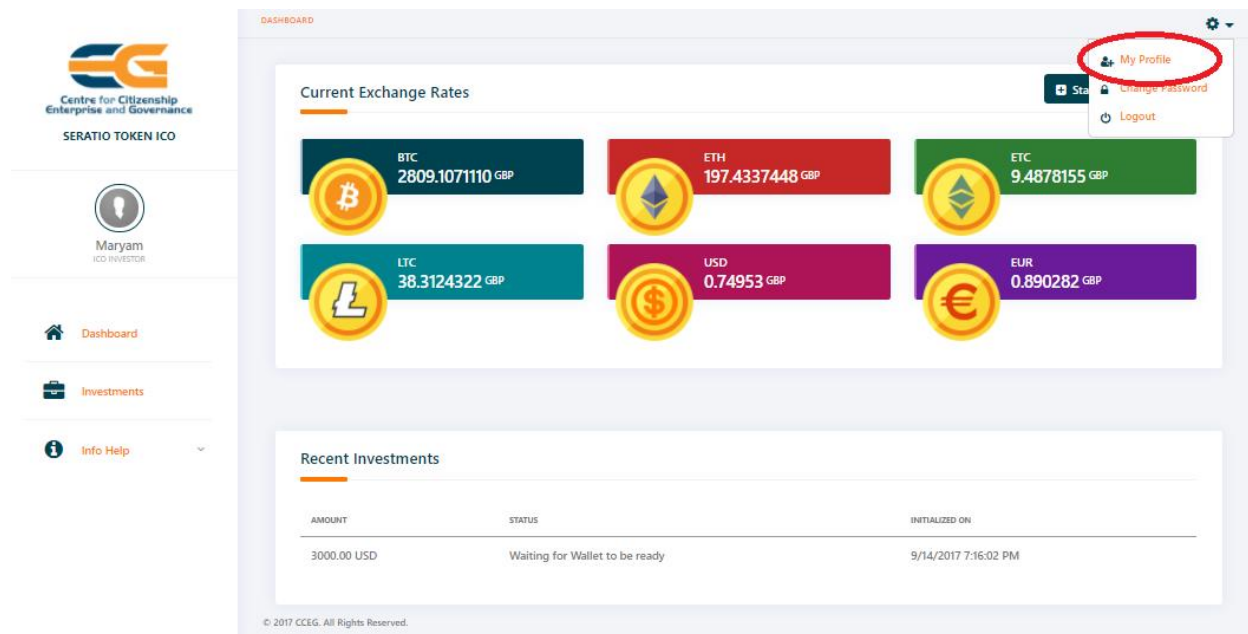 DASHBOARD
My Profile
Change Password
Logout
Centre for Citizenship
Enterprise and Governance
SERATIO TOKEN ICO
Maryam
ICO INVESTOR
Dashboard
Investments
Info Help
Current Exchange Rates
Sta
BTC
2809.1071110 GBP
ETH
197.4337448 GBP
ETC
9.4878155 GBP
LTC
38.3124322 GBP
USD
0.74953 GBP
EUR
0.890282 GBP
Recent Investments
AMOUNT STATUS INITIALIZED ON
3000.00 USD Waiting for Wallet to be ready 9/14/2017 7:16:02 PM
© 2017 CCEG. All Rights Reserved.